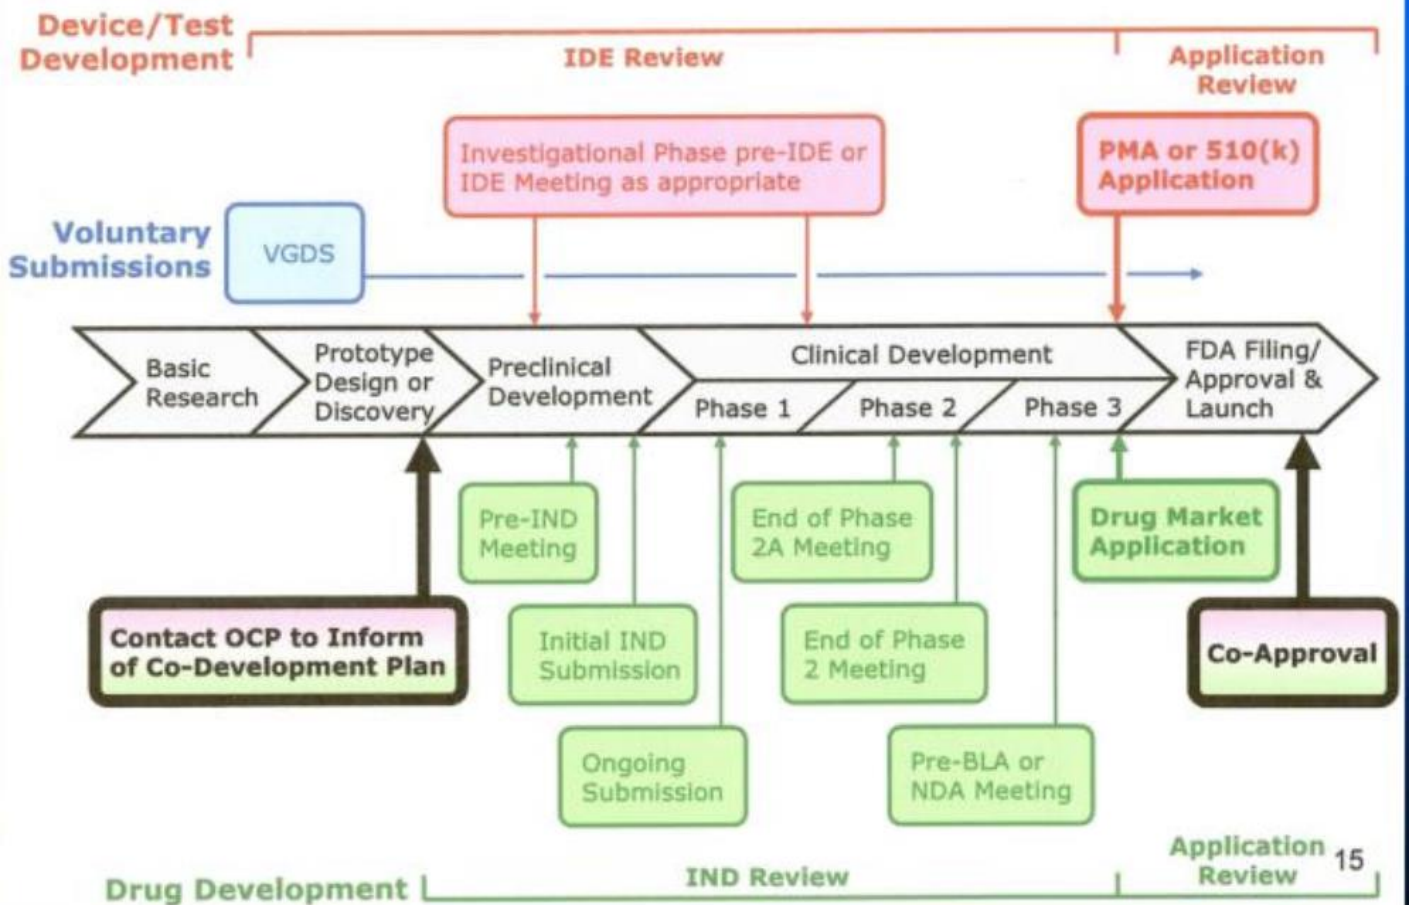 Device/Test
Development
IDE Review
Application
Review
Investigational Phase pre-IDE or
IDE Meeting as appropriate
PMA or 510(k)
Application
Voluntary
Submissions
VGDS
Basic
Research
Prototype
Design or
Discovery
Preclinical
Development
Clinical Development
Phase 1
Phase 2
Phase 3
FDA Filing/
Approval &
Launch
Pre-IND
Meeting
End of Phase
2A Meeting
Drug Market
Application
Contact OCP to Inform
of Co-Development Plan
Initial IND
Submission
End of Phase
2 Meeting
Co-Approval
Ongoing
Submission
Pre-BLA or
NDA Meeting
Drug Development
IND Review
Application
Review
15